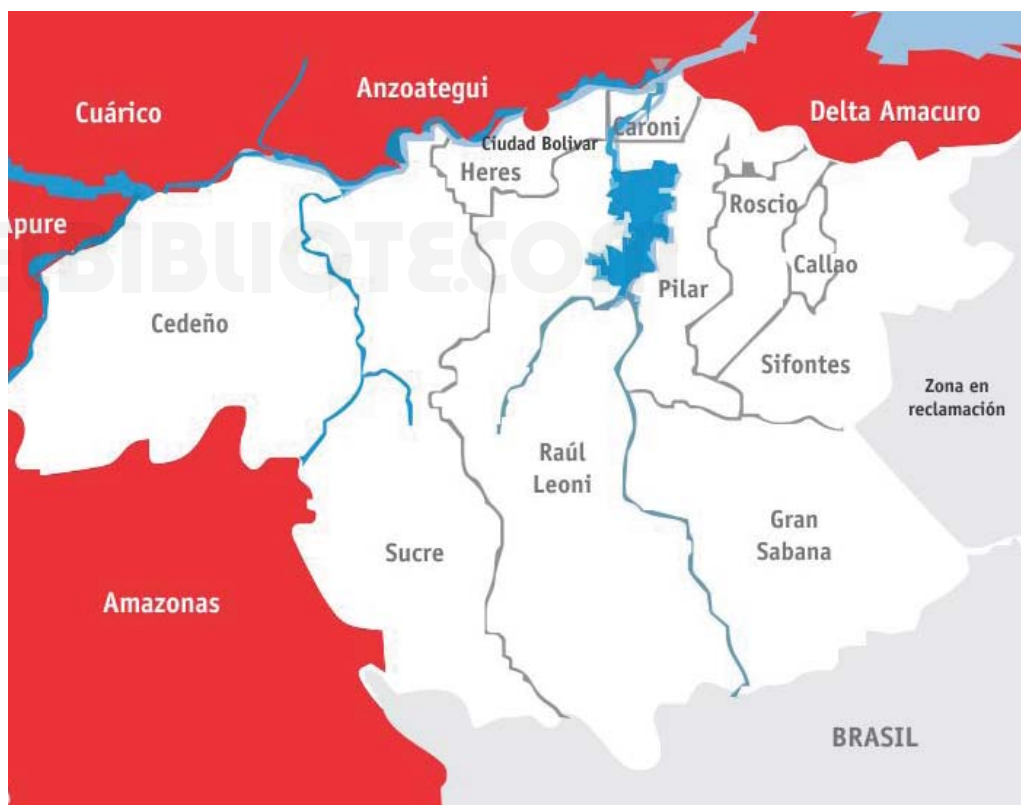 Anzoategui
Cuárico
Delta Amacuro
Caroni
Ciudad Bolivar
Heres
Roscio
BIBLIOTECO
Callao
Pilar
Cedeño
Sifontes
Zona en
reclamación
Raúl
Leoni
Gran
Sabana
Sucre
Amazonas
BRASIL